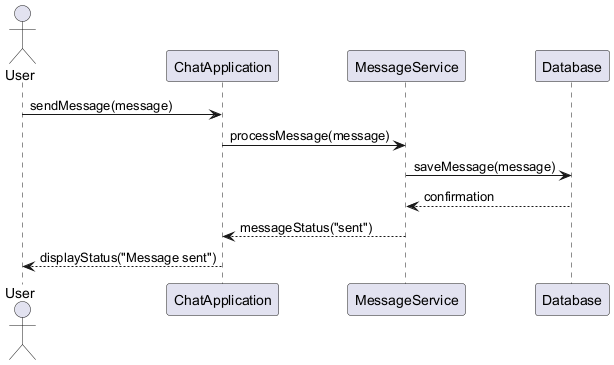 User
ChatApplication
MessageService
Database
sendMessage(message)
processMessage(message)
saveMessage(message)
confirmation
messageStatus("sent")
displayStatus("Message sent")
User
ChatApplication
MessageService
Database